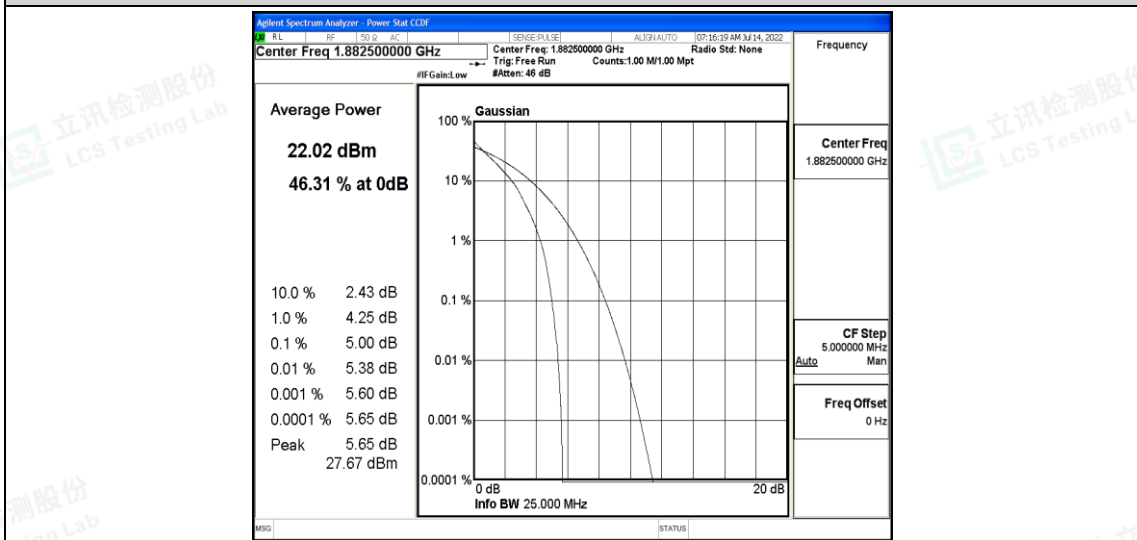 Agilent Spectrum Analyzer - Power Stat CCDF
RL RF 50 Ω AC SENSE:PULSE ALIGNAUTO 07:16:19 AM Jul 14, 2022
Center Freq 1.882500000 GHz
Center Freq: 1.882500000 GHz Radio Std: None
Trig: Free Run Counts:1.00 M/1.00 Mpt
#IFGain:Low #Atten: 46 dB
Frequency
Average Power
22.02 dBm
46.31 % at 0dB
10.0 % 2.43 dB
1.0 % 4.25 dB
0.1 % 5.00 dB
0.01 % 5.38 dB
0.001 % 5.60 dB
0.0001 % 5.65 dB
Peak 5.65 dB
27.67 dBm
Gaussian
100 %
10 %
1 %
0.1 %
0.01 %
0.001 %
0.0001 %
0 dB 20 dB
Info BW 25.000 MHz
Center Freq
1.882500000 GHz
CF Step
5.000000 MHz
Auto Man
Freq Offset
0 Hz
MSG STATUS
立讯检测股份
LCS Testing Lab
立讯检测股份
LCS Testing L
测股份
ing Lab
立